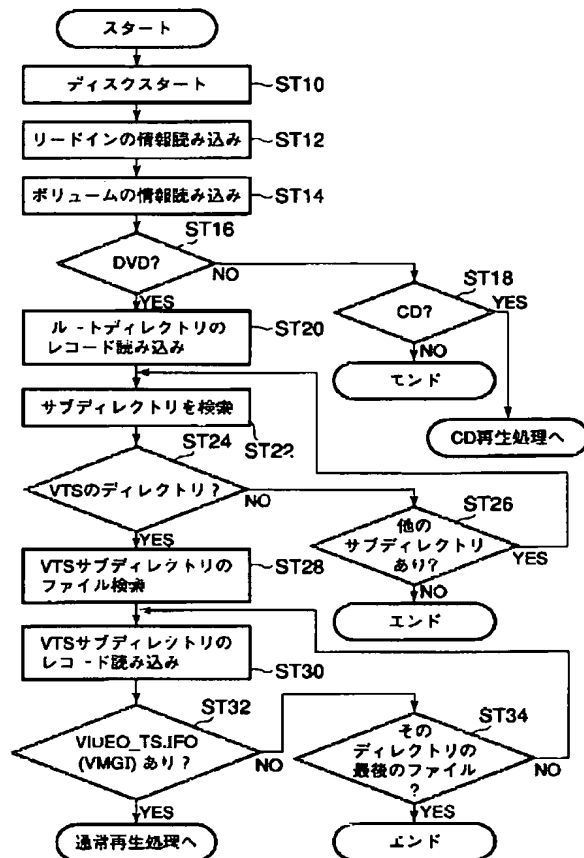 スタート
ディスクスタート
ST10
リードインの情報読み込み
ST12
ボリュームの情報読み込み
ST14
ST16
DVD?
NO
YES
ST18
CD?
YES
NO
エンド
CD再生処理へ
ルートディレクトリの
レコード読み込み
ST20
サブディレクトリを検索
ST22
ST24
VTSのディレクトリ？
NO
YES
ST26
他の
サブディレクトリ
あり?
YES
NO
エンド
VTSサブディレクトリの
ファイル検索
ST28
VTSサブディレクトリの
レコード読み込み
ST30
ST32
VIDEO_TS.IFO
(VMGI) あり？
NO
YES
通常再生処理へ
ST34
その
ディレクトリの
最後のファイル
?
NO
YES
エンド